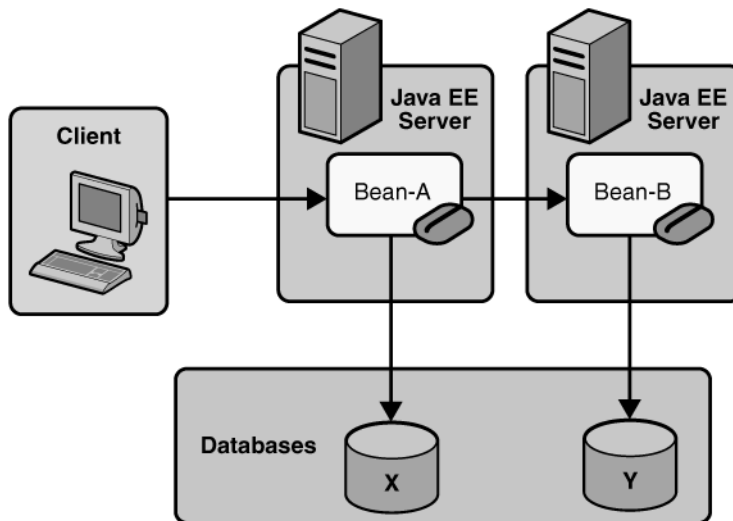 Client
Java EE
Server
Bean-A
Java EE
Server
Bean-B
Databases
X
Y